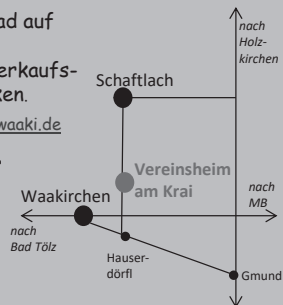 ad auf
erkaufs-
ken.
waaki.de
nach
Holz-
kirchen
Schaftlach
Vereinsheim
am Krai
Waakirchen
nach
MB
nach
Bad Tölz
Hauser-
dörfl
Gmund